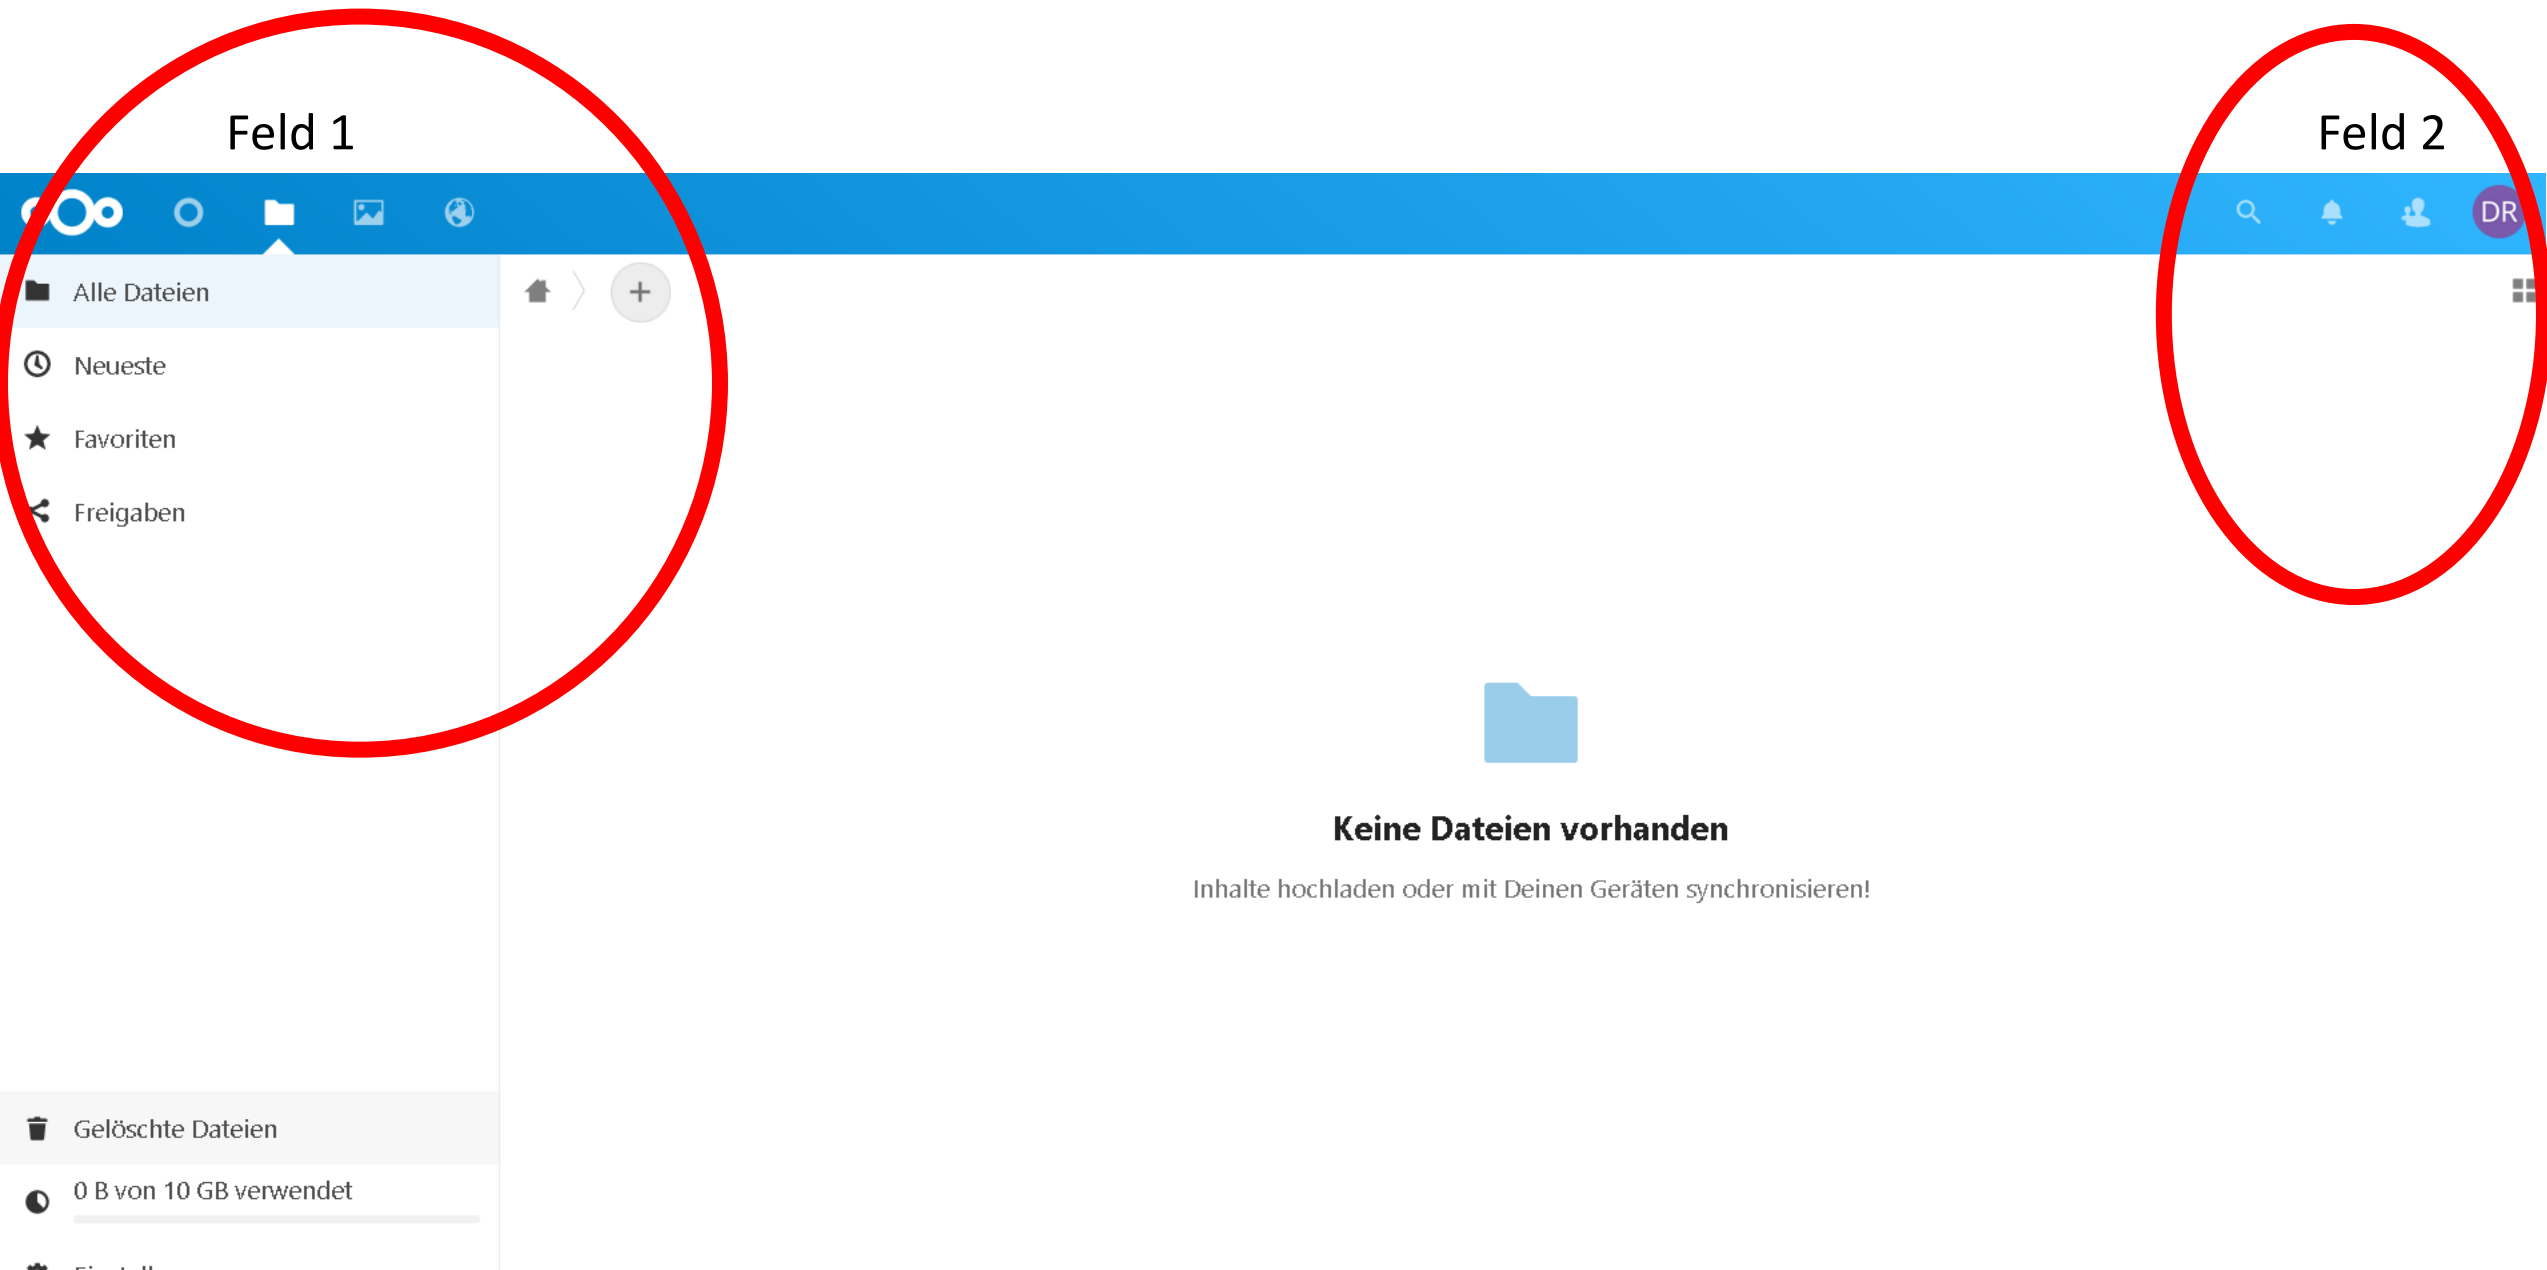 Feld 1
Feld 2
DR
Alle Dateien
Neueste
Favoriten
Freigaben
Keine Dateien vorhanden
Inhalte hochladen oder mit Deinen Geräten synchronisieren!
Gelöschte Dateien
0 B von 10 GB verwendet